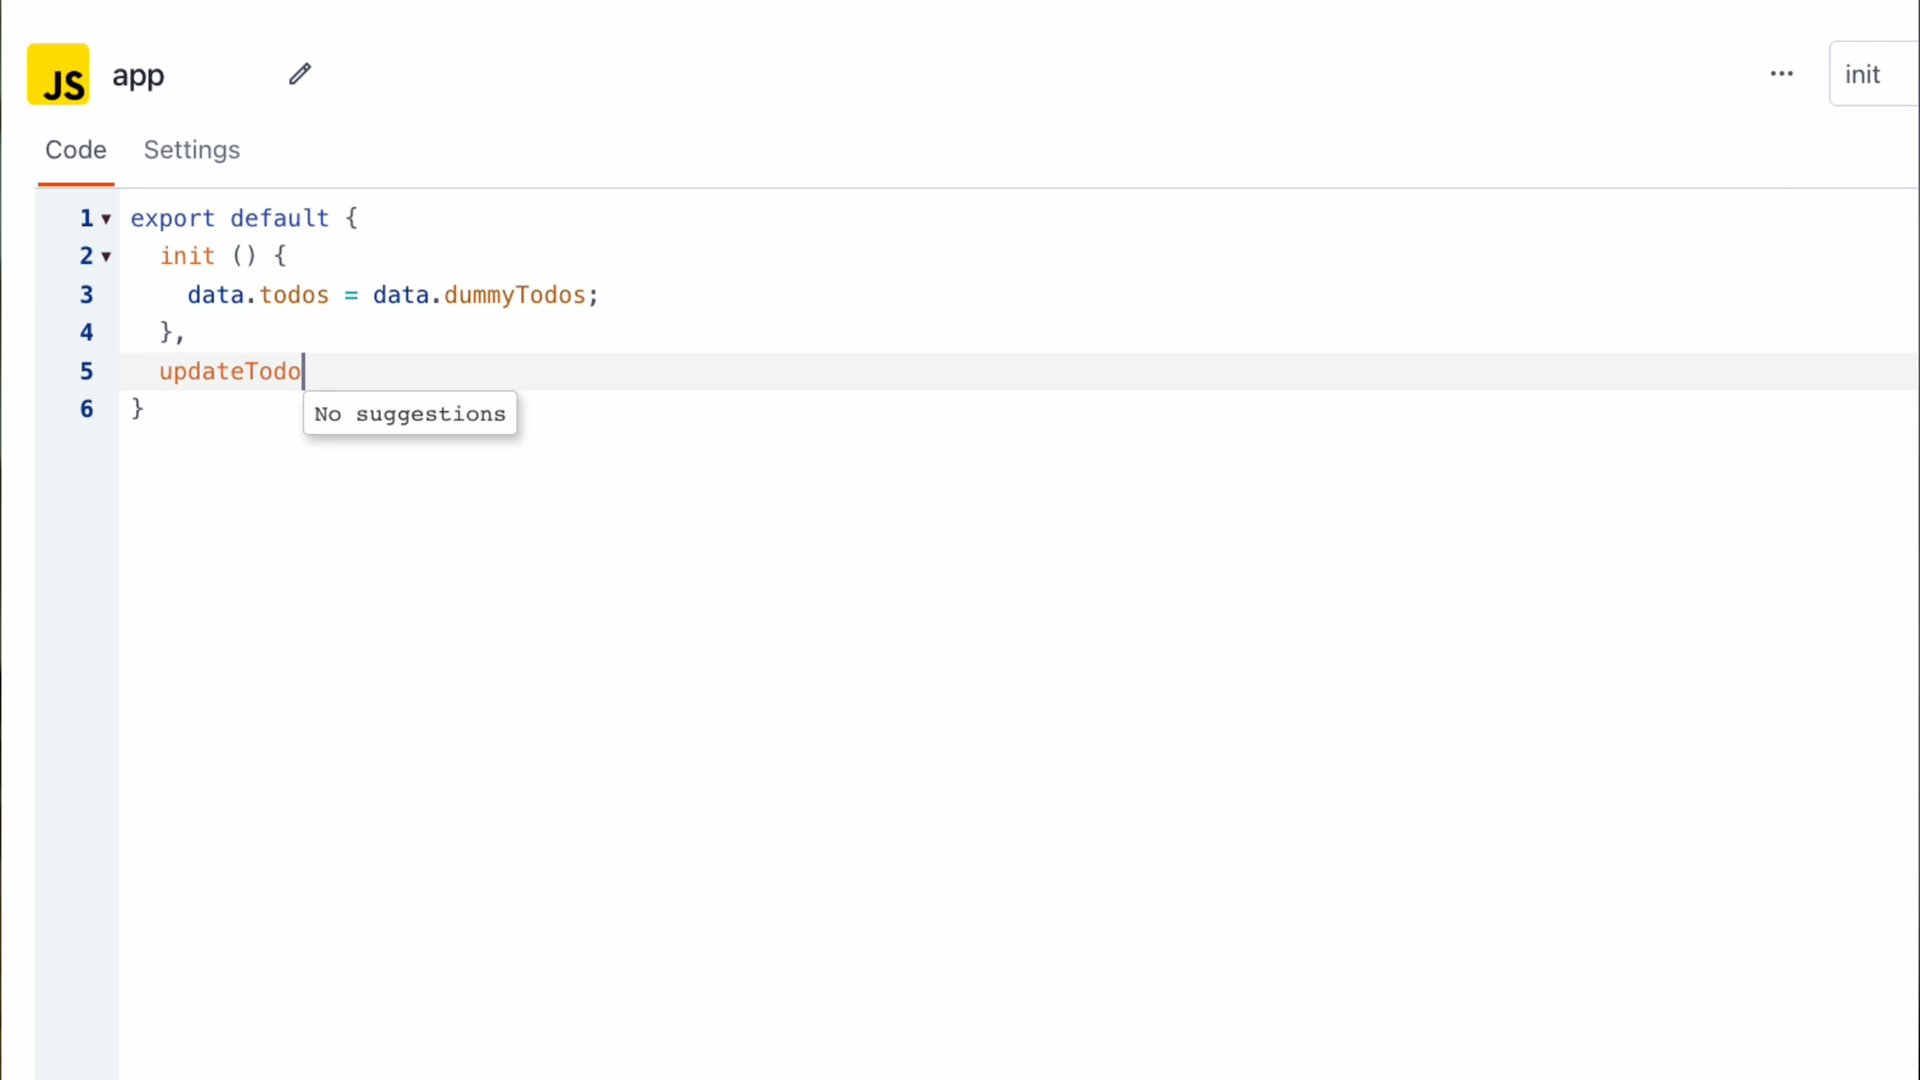 JS app init
Code Settings
1 export default {
2 init () {
3 data.todos = data.dummyTodos;
4 },
5 updateTodo
6 }
No suggestions